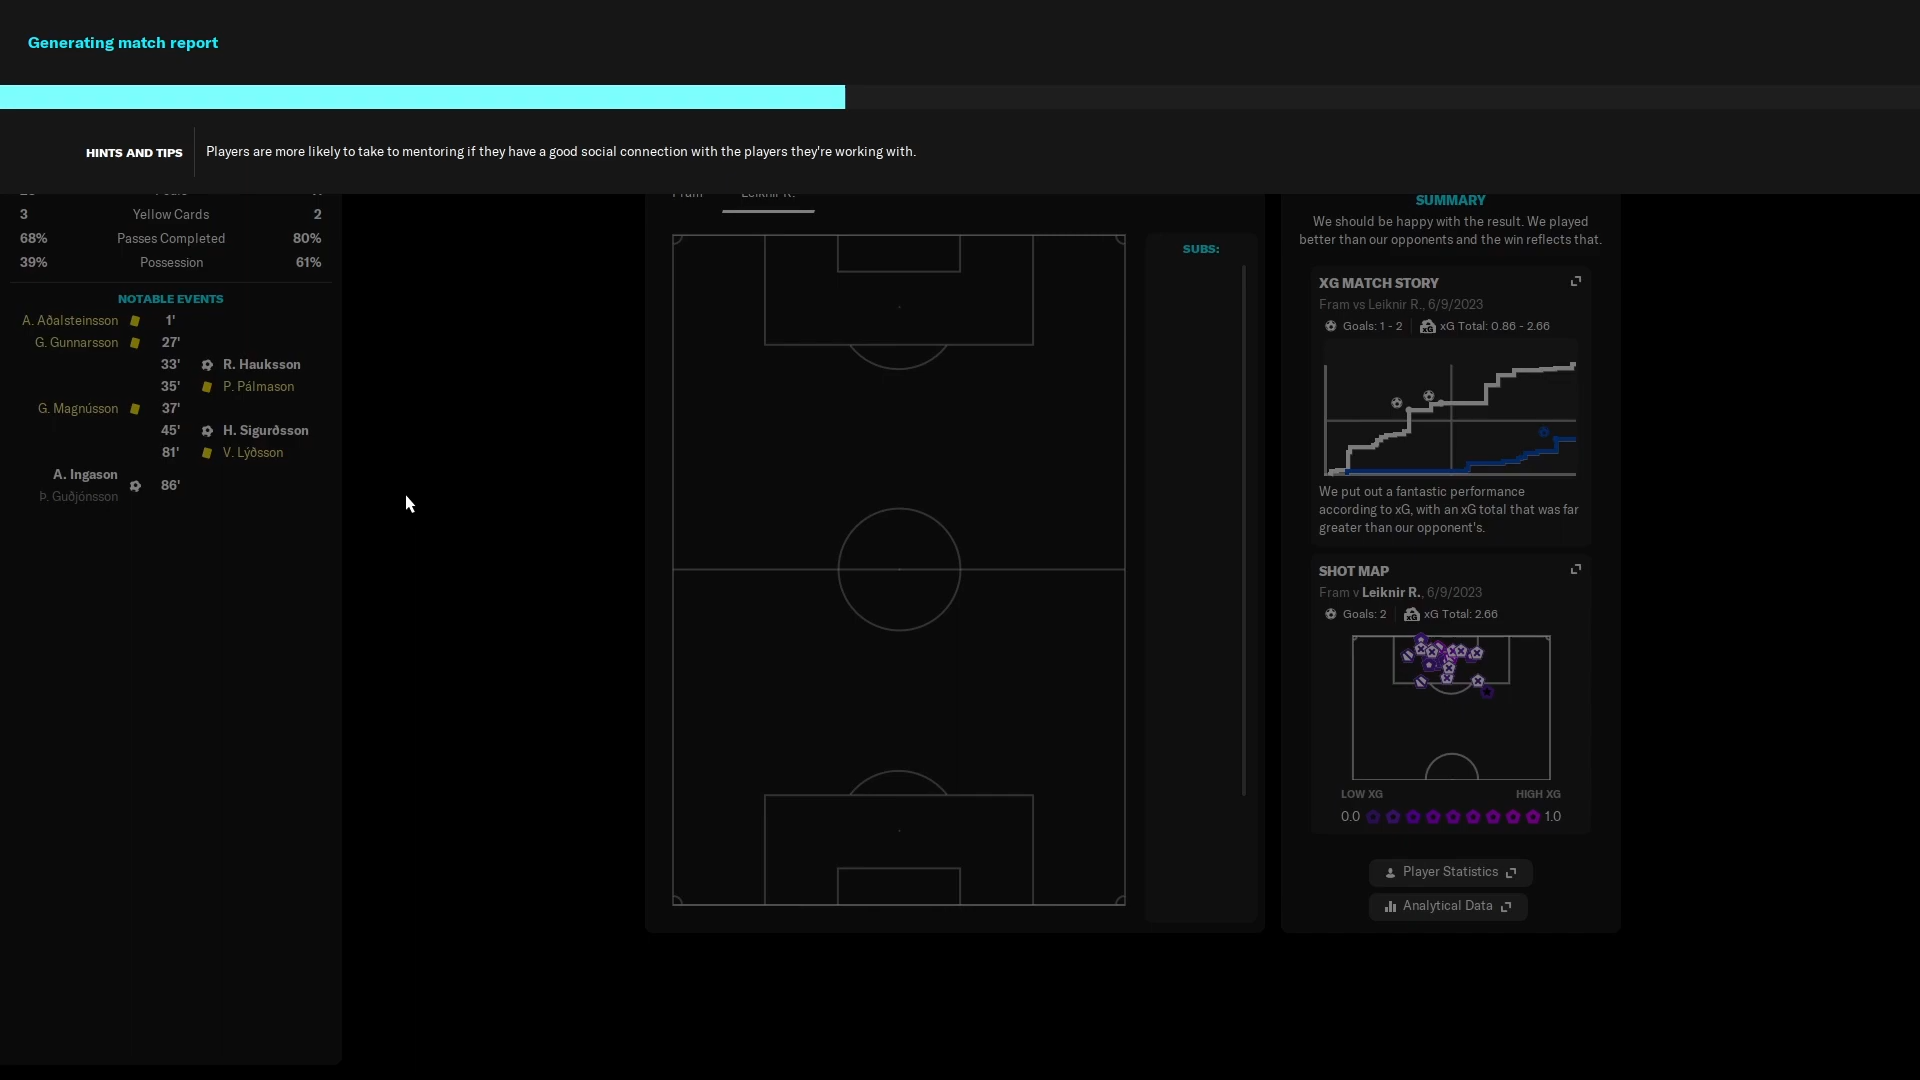 Generating match report
HINTS AND TIPS
Players are more likely to take to mentoring if they have a good social connection with the players they're working with.
3 Yellow Cards 2
68% Passes Completed 80%
39% Possession 61%
NOTABLE EVENTS
A. Aðalsteinsson 1'
G. Gunnarsson 27'
33' R. Hauksson
35' P. Pálmason
G. Magnússon 37'
45' H. Sigurðsson
81' V. Lýðsson
A. Ingason
Þ. Guðjónsson 86'
Fram Leiknir R.
SUBS:
SUMMARY
We should be happy with the result. We played
better than our opponents and the win reflects that.
XG MATCH STORY
Fram vs Leiknir R., 6/9/2023
Goals: 1 - 2 xG xG Total: 0.86 - 2.66
We put out a fantastic performance
according to xG, with an xG total that was far
greater than our opponent's.
SHOT MAP
Fram v Leiknir R., 6/9/2023
Goals: 2 xG xG Total: 2.66
LOW XG HIGH XG
0.0 1.0
Player Statistics
Analytical Data